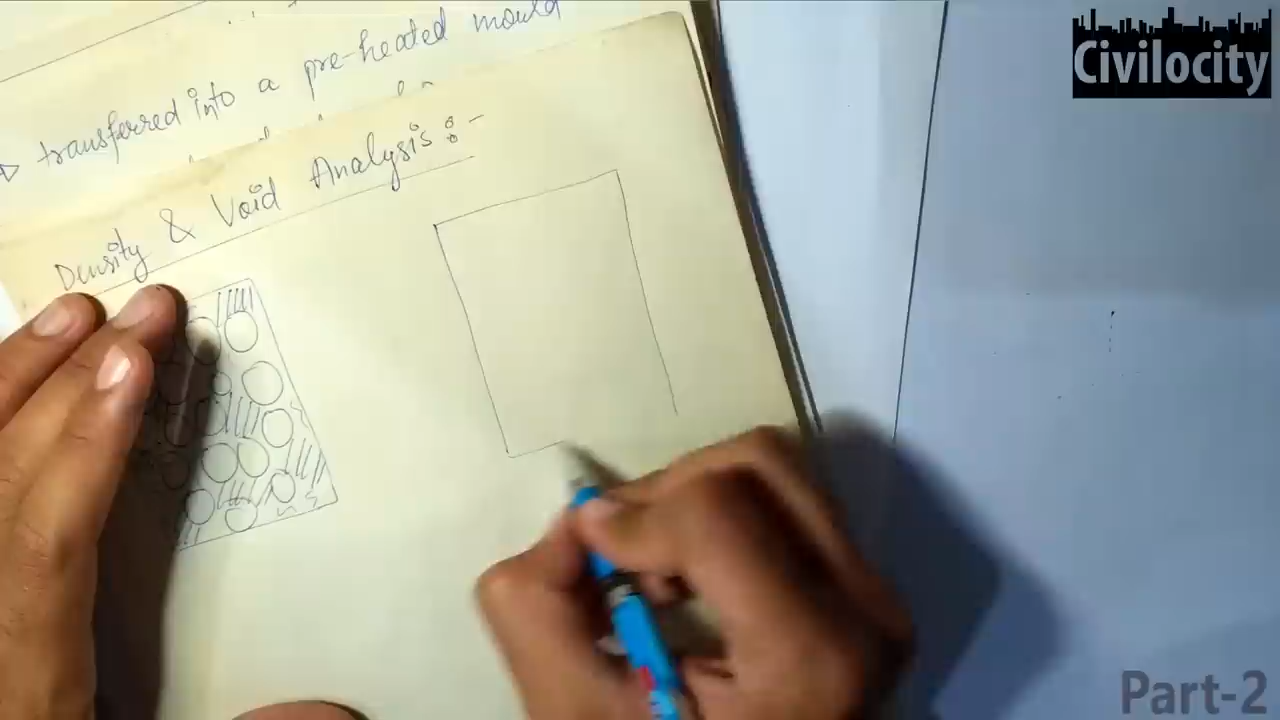 transferred into a pre-heated mould
Density & Void Analysis :-
Civilocity
Part-2